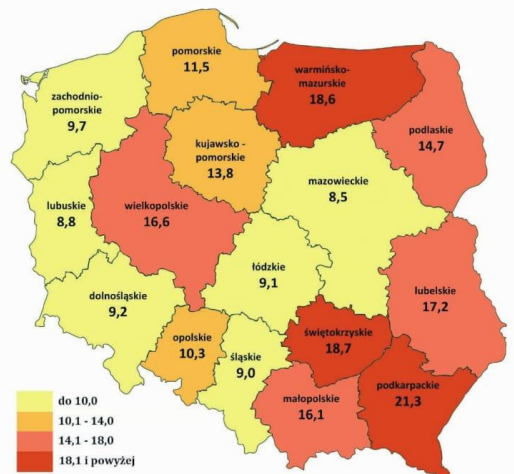 pomorskie
11,5
warmińsko-
mazurskie
18,6
zachodnio-
pomorskie
9,7
podlaskie
14,7
kujawsko -
pomorskie
13,8
mazowieckie
8,5
lubuskie
8,8
wielkopolskie
16,6
łódzkie
9,1
lubelskie
17,2
dolnośląskie
9,2
opolskie
10,3
śląskie
9,0
świętokrzyskie
18,7
małopolskie
16,1
podkarpackie
21,3
do 10,0
10,1 - 14,0
14,1 - 18,0
18,1 i powyżej